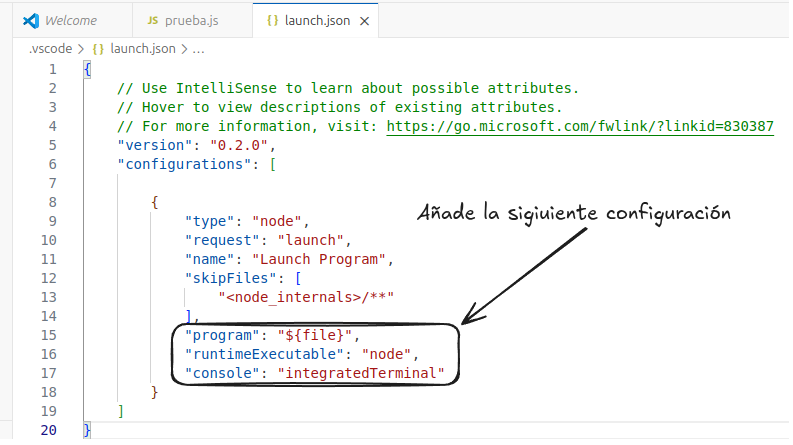 Welcome
JS prueba.js
{} launch.json ×
.vscode > {} launch.json > ...
1 {
2 // Use IntelliSense to learn about possible attributes.
3 // Hover to view descriptions of existing attributes.
4 // For more information, visit: https://go.microsoft.com/fwlink/?linkid=830387
5 "version": "0.2.0",
6 "configurations": [
7
8 {
9 "type": "node",
Añade la sigiuiente configuración
10 "request": "launch",
11 "name": "Launch Program",
12 "skipFiles": [
13 "<node_internals>/**"
14 ],
15 "program": "${file}",
16 "runtimeExecutable": "node",
17 "console": "integratedTerminal"
18 }
19 ]
20 }